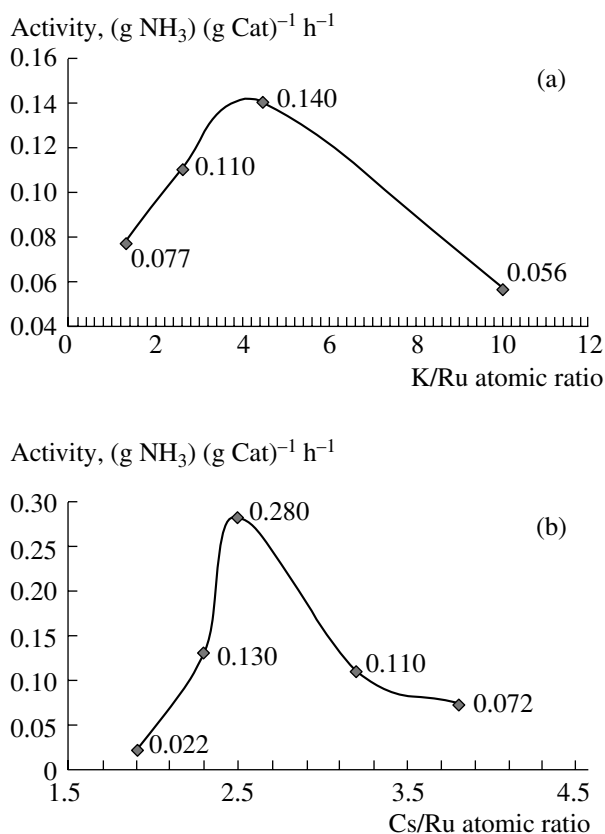 Activity, (g NH₃) (g Cat)⁻¹ h⁻¹
0.16
(a)
0.14
0.140
0.12
0.110
0.10
0.08
0.077
0.06
0.056
0.04
0 2 4 6 8 10 12
K/Ru atomic ratio
Activity, (g NH₃) (g Cat)⁻¹ h⁻¹
0.30
0.280
(b)
0.25
0.20
0.15
0.130
0.110
0.10
0.072
0.05
0.022
0
1.5 2.5 3.5 4.5
Cs/Ru atomic ratio